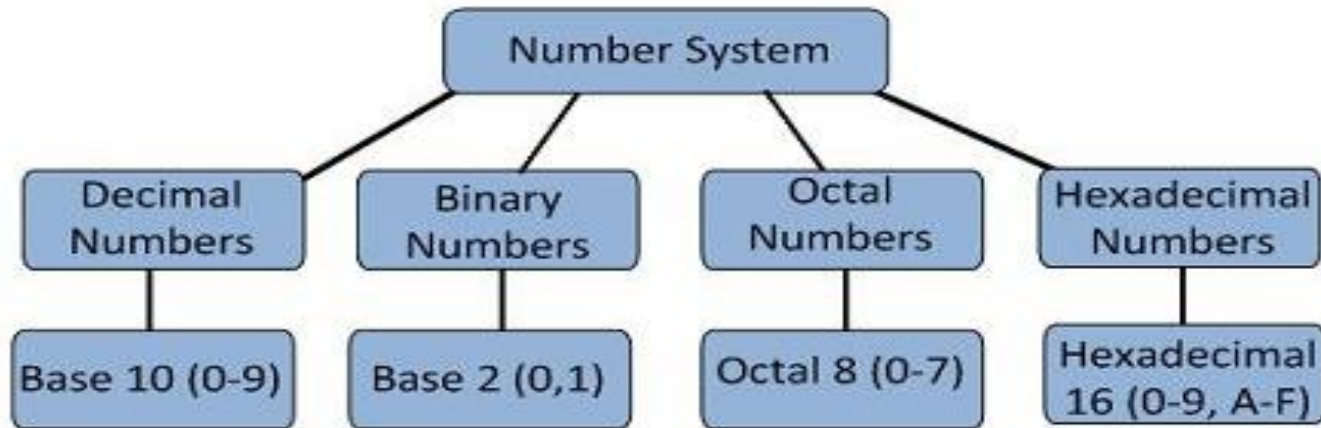 Number System
Decimal
Numbers
Binary
Numbers
Octal
Numbers
Hexadecimal
Numbers
Base 10 (0-9)
Base 2 (0,1)
Octal 8 (0-7)
Hexadecimal
16 (0-9, A-F)